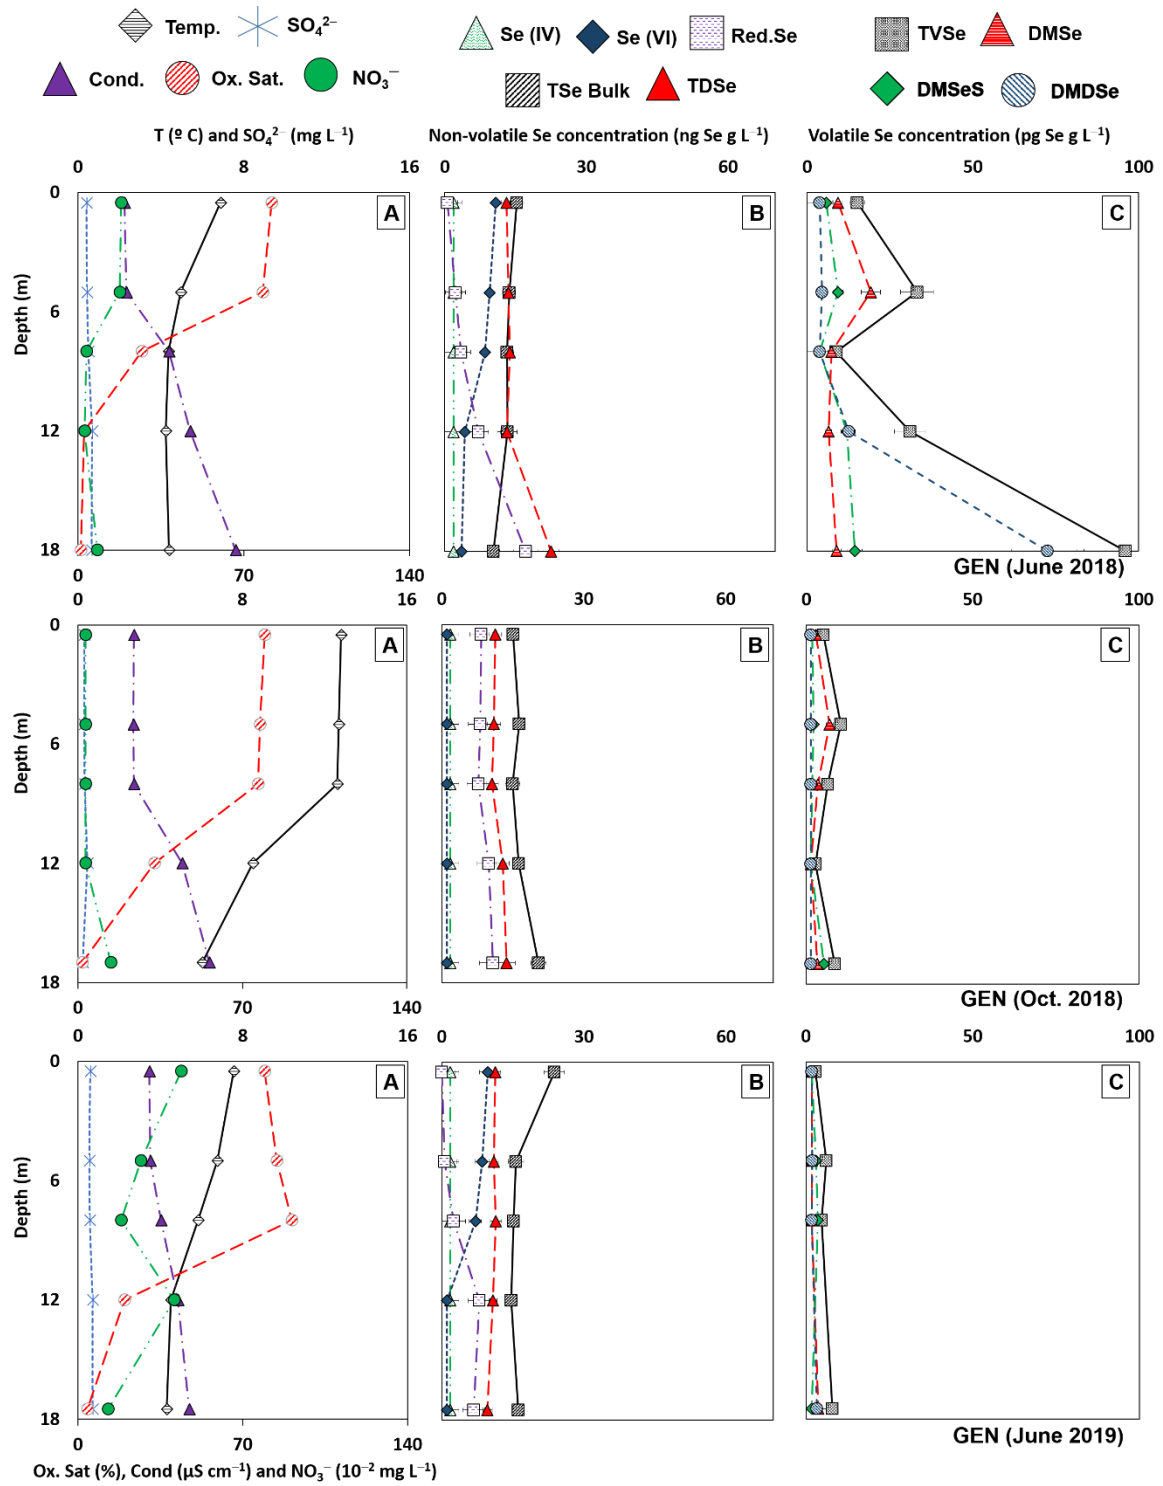 Temp. SO₄²⁻ Se (IV) Se (VI) Red.Se TVSe DMSe
Cond. Ox. Sat. NO₃⁻ TSe Bulk TDSe DMSeS DMDSe
T (º C) and SO₄²⁻ (mg L⁻¹) Non-volatile Se concentration (ng Se g L⁻¹) Volatile Se concentration (pg Se g L⁻¹)
0 8 16 0 30 60 0 50 100
0
A B C
6
Depth (m)
12
18
GEN (June 2018)
0 70 140
0 8 16 0 30 60 0 50 100
0
A B C
6
Depth (m)
12
18
GEN (Oct. 2018)
0 70 140
0 8 16 0 30 60 0 50 100
0
A B C
6
Depth (m)
12
18
GEN (June 2019)
0 70 140
Ox. Sat (%), Cond (µS cm⁻¹) and NO₃⁻ (10⁻² mg L⁻¹)